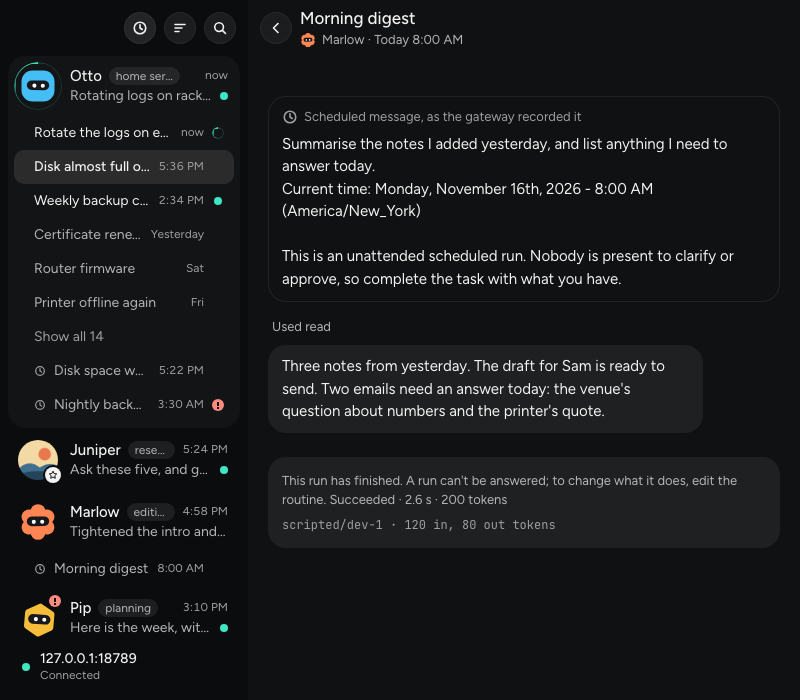 Otto home ser... now
Rotating logs on rack...
Rotate the logs on e... now
Disk almost full o... 5:36 PM
Weekly backup c... 2:34 PM
Certificate rene... Yesterday
Router firmware Sat
Printer offline again Fri
Show all 14
Disk space w... 5:22 PM
Nightly back... 3:30 AM
Juniper rese... 5:24 PM
Ask these five, and g...
Marlow editi... 4:58 PM
Tightened the intro and...
Morning digest 8:00 AM
Pip planning 3:10 PM
Here is the week, wit...
127.0.0.1:18789
Connected
Morning digest
Marlow · Today 8:00 AM
Scheduled message, as the gateway recorded it
Summarise the notes I added yesterday, and list anything I need to
answer today.
Current time: Monday, November 16th, 2026 - 8:00 AM
(America/New_York)
This is an unattended scheduled run. Nobody is present to clarify or
approve, so complete the task with what you have.
Used read
Three notes from yesterday. The draft for Sam is ready to
send. Two emails need an answer today: the venue's
question about numbers and the printer's quote.
This run has finished. A run can't be answered; to change what it does, edit the
routine. Succeeded · 2.6 s · 200 tokens
scripted/dev-1 · 120 in, 80 out tokens